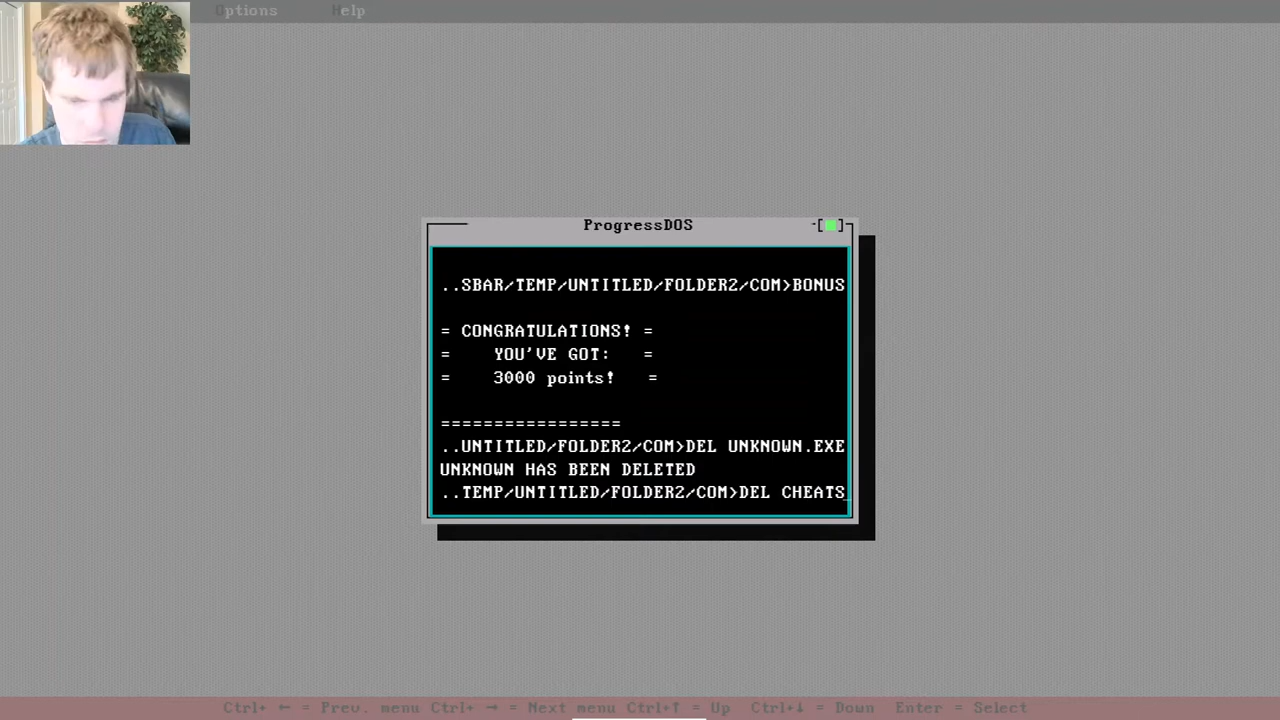 Options Help
ProgressDOS
..SBAR/TEMP/UNTITLED/FOLDER2/COM>BONUS
= CONGRATULATIONS! =
= YOU'VE GOT: =
= 3000 points! =
=================
..UNTITLED/FOLDER2/COM>DEL UNKNOWN.EXE
UNKNOWN HAS BEEN DELETED
..TEMP/UNTITLED/FOLDER2/COM>DEL CHEATS_
Ctrl+ ← = Prev. menu Ctrl+ → = Next menu Ctrl+↑ = Up Ctrl+↓ = Down Enter = Select